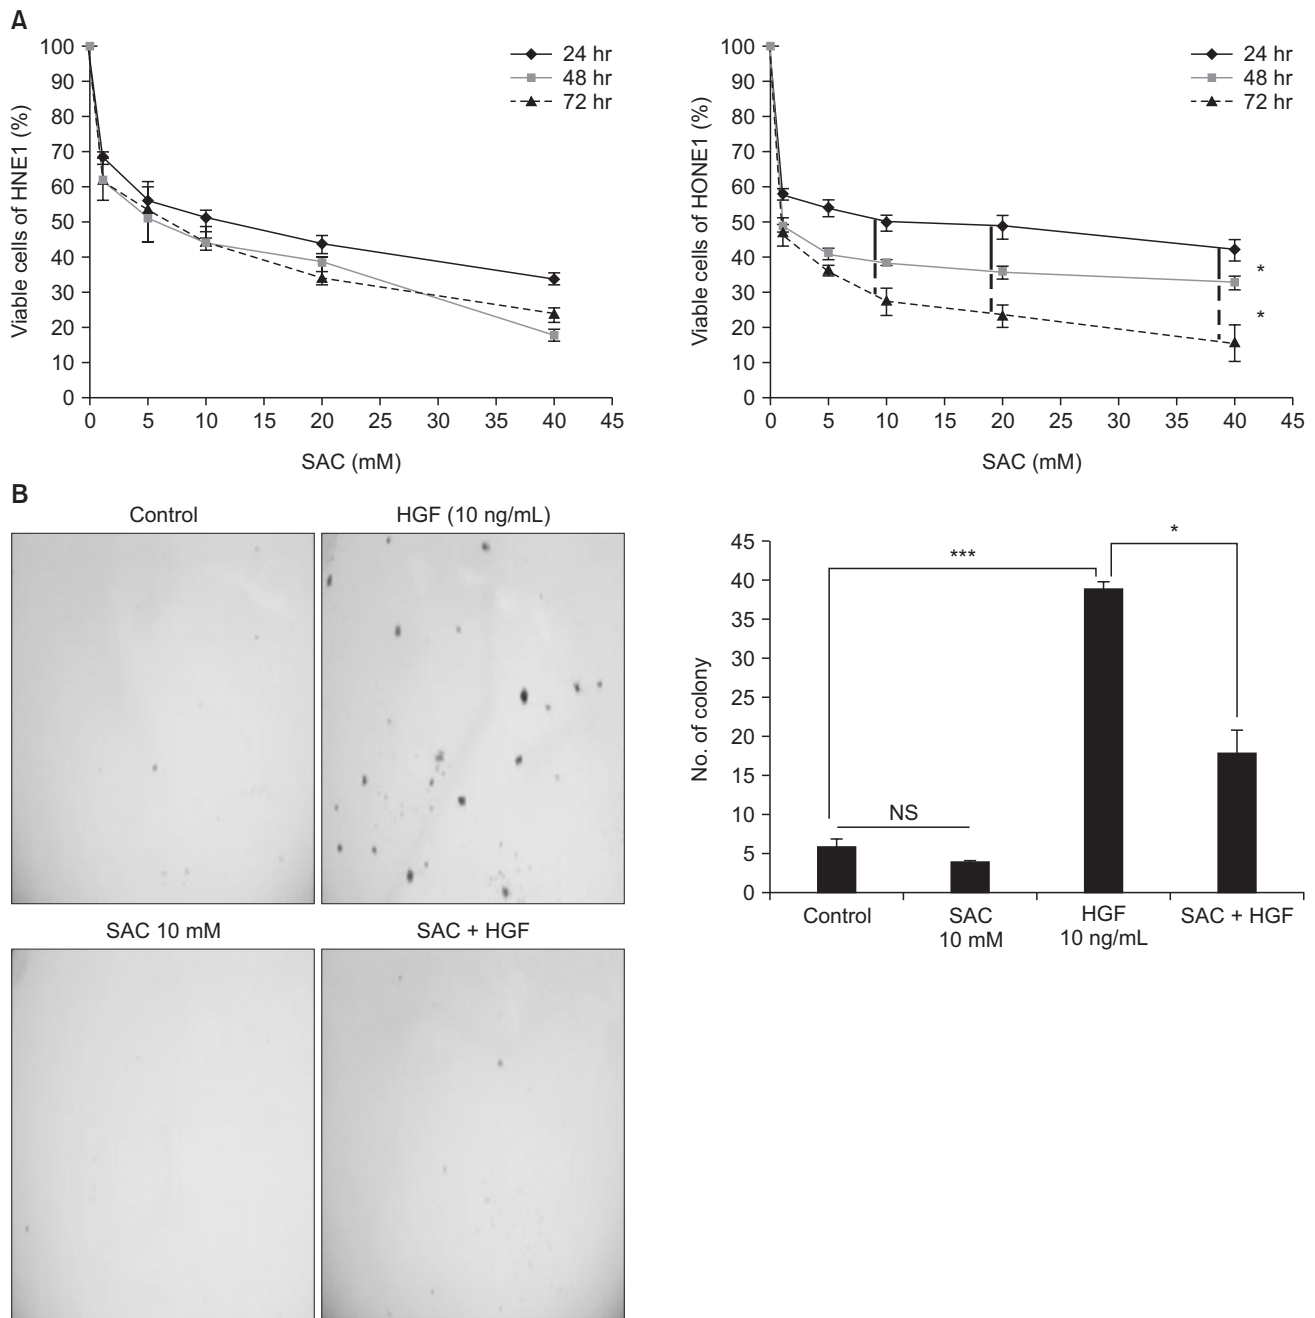 A
100
90
80
70
60
50
40
30
20
10
0
Viable cells of HNE1 (%)
24 hr
48 hr
72 hr
0 5 10 15 20 25 30 35 40 45
SAC (mM)
100
90
80
70
60
50
40
30
20
10
0
Viable cells of HONE1 (%)
24 hr
48 hr
72 hr
*
*
0 5 10 15 20 25 30 35 40 45
SAC (mM)
B
Control
HGF (10 ng/mL)
SAC 10 mM
SAC + HGF
45
40
35
30
25
20
15
10
5
0
No. of colony
***
*
NS
Control
SAC
10 mM
HGF
10 ng/mL
SAC + HGF